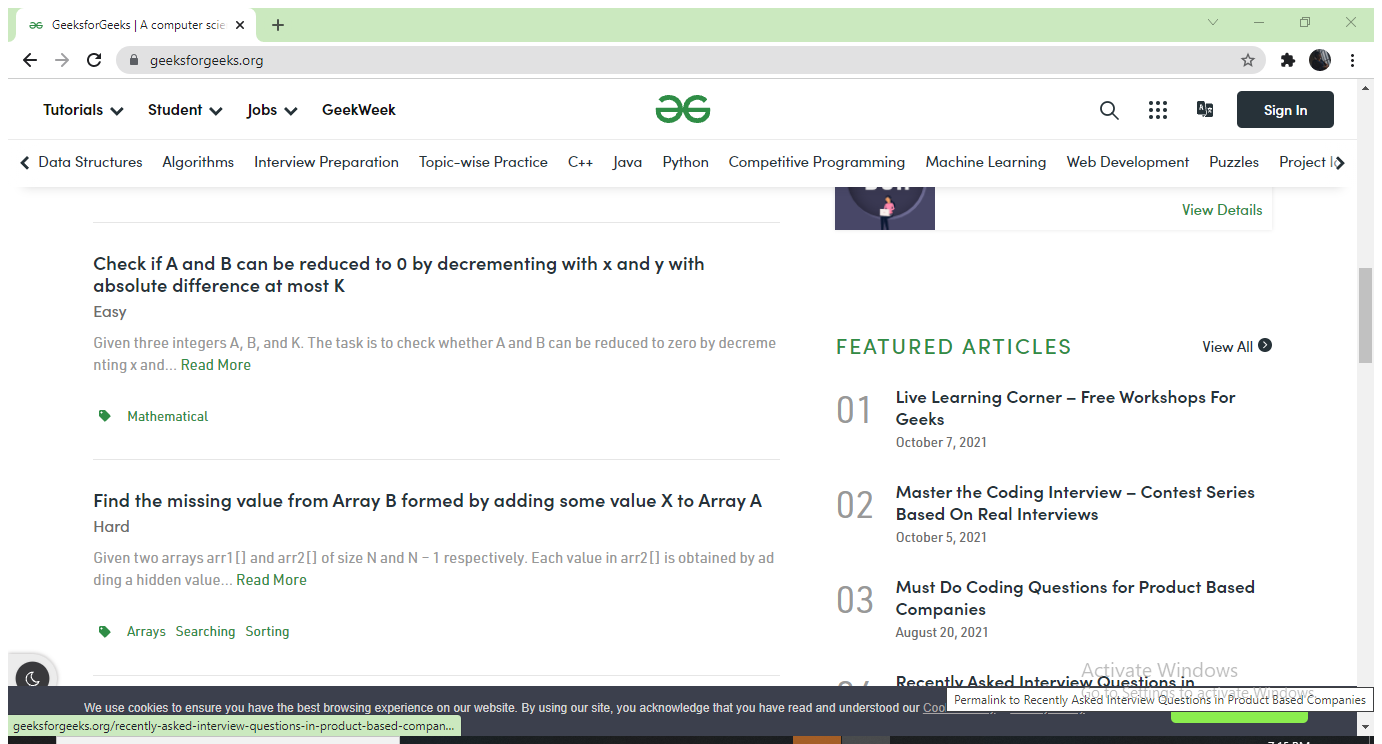 GeeksforGeeks | A computer scie
geeksforgeeks.org
Tutorials Student Jobs GeekWeek
Sign In
Data Structures Algorithms Interview Preparation Topic-wise Practice C++ Java Python Competitive Programming Machine Learning Web Development Puzzles Project
View Details
Check if A and B can be reduced to 0 by decrementing with x and y with
absolute difference at most K
Easy
Given three integers A, B, and K. The task is to check whether A and B can be reduced to zero by decreme
nting x and... Read More
Mathematical
Find the missing value from Array B formed by adding some value X to Array A
Hard
Given two arrays arr1[] and arr2[] of size N and N – 1 respectively. Each value in arr2[] is obtained by ad
ding a hidden value... Read More
Arrays Searching Sorting
FEATURED ARTICLES View All
01 Live Learning Corner – Free Workshops For
Geeks
October 7, 2021
02 Master the Coding Interview – Contest Series
Based On Real Interviews
October 5, 2021
03 Must Do Coding Questions for Product Based
Companies
August 20, 2021
Recently Asked Interview Questions in
Activate Windows
Go to Settings to activate Windows.
Permalink to Recently Asked Interview Questions in Product Based Companies
We use cookies to ensure you have the best browsing experience on our website. By using our site, you acknowledge that you have read and understood our
geeksforgeeks.org/recently-asked-interview-questions-in-product-based-compan...